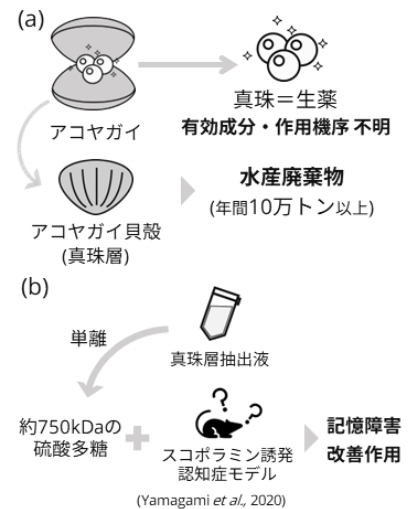 (a)
アコヤガイ
真珠＝生薬
有効成分・作用機序 不明
アコヤガイ貝殻
(真珠層)
水産廃棄物
(年間10万トン以上)
(b)
単離
真珠層抽出液
約750kDaの
硫酸多糖
スコポラミン誘発
認知症モデル
(Yamagami et al., 2020)
記憶障害
改善作用